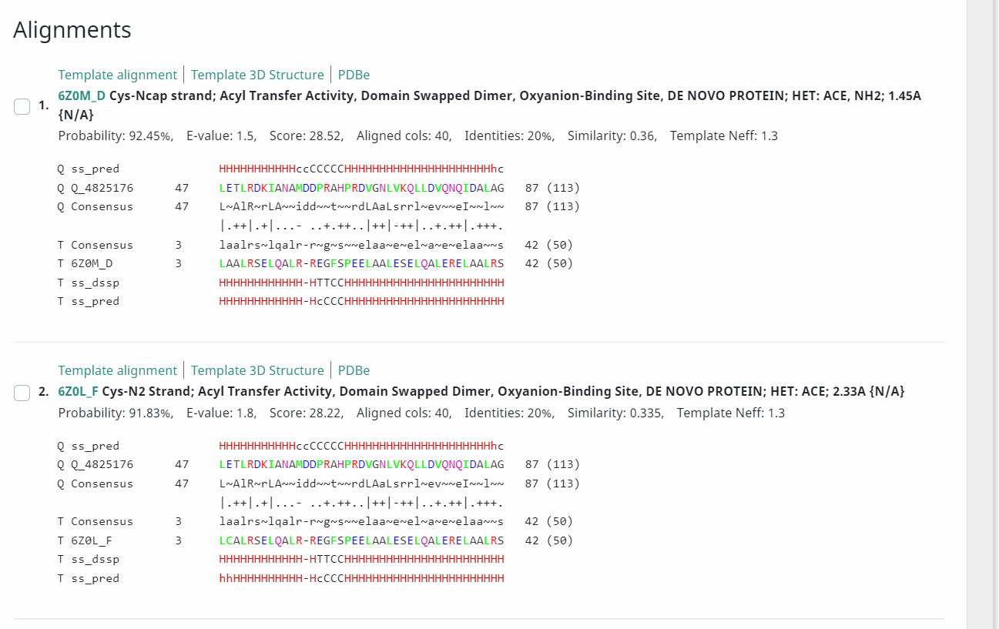 Alignments
Template alignment | Template 3D Structure | PDBe
1. 6Z0M_D Cys-Ncap strand; Acyl Transfer Activity, Domain Swapped Dimer, Oxyanion-Binding Site, DE NOVO PROTEIN; HET: ACE, NH2; 1.45A
{N/A}
Probability: 92.45%, E-value: 1.5, Score: 28.52, Aligned cols: 40, Identities: 20%, Similarity: 0.36, Template Neff: 1.3
Q ss_pred HHHHHHHHHHHccCCCCCHHHHHHHHHHHHHHHHHHHHHhc
Q Q_4825176 47 LETLRDKIANAMDDPRAHPRDVGNLVKQLLDVQNQIDALAG 87 (113)
Q Consensus 47 L~AlR~rLA~~idd~~t~~rdLAaLsrrl~ev~~eI~~l~~ 87 (113)
|.++|.+|...- ..+.++..|++|-++|..+.++|.+++.
T Consensus 3 laalrs~lqalr-r~g~s~~elaa~e~el~a~e~elaa~~s 42 (50)
T 6Z0M_D 3 LAALRSELQALR-REGFSPEELAALESELQALERELAALRS 42 (50)
T ss_dssp HHHHHHHHHHHH-HTTCCHHHHHHHHHHHHHHHHHHHHHHH
T ss_pred HHHHHHHHHHHH-HcCCCHHHHHHHHHHHHHHHHHHHHHHH
Template alignment | Template 3D Structure | PDBe
2. 6Z0L_F Cys-N2 Strand; Acyl Transfer Activity, Domain Swapped Dimer, Oxyanion-Binding Site, DE NOVO PROTEIN; HET: ACE; 2.33A {N/A}
Probability: 91.83%, E-value: 1.8, Score: 28.22, Aligned cols: 40, Identities: 20%, Similarity: 0.335, Template Neff: 1.3
Q ss_pred HHHHHHHHHHHccCCCCCHHHHHHHHHHHHHHHHHHHHHhc
Q Q_4825176 47 LETLRDKIANAMDDPRAHPRDVGNLVKQLLDVQNQIDALAG 87 (113)
Q Consensus 47 L~AlR~rLA~~idd~~t~~rdLAaLsrrl~ev~~eI~~l~~ 87 (113)
|.++|.+|...- ..+.++..|++|-++|..+.++|.+++.
T Consensus 3 laalrs~lqalr-r~g~s~~elaa~e~el~a~e~elaa~~s 42 (50)
T 6Z0L_F 3 LCALRSELQALR-REGFSPEELAALESELQALERELAALRS 42 (50)
T ss_dssp HHHHHHHHHHHH-HTTCCHHHHHHHHHHHHHHHHHHHHHHH
T ss_pred hhHHHHHHHHHH-HcCCCHHHHHHHHHHHHHHHHHHHHHHH